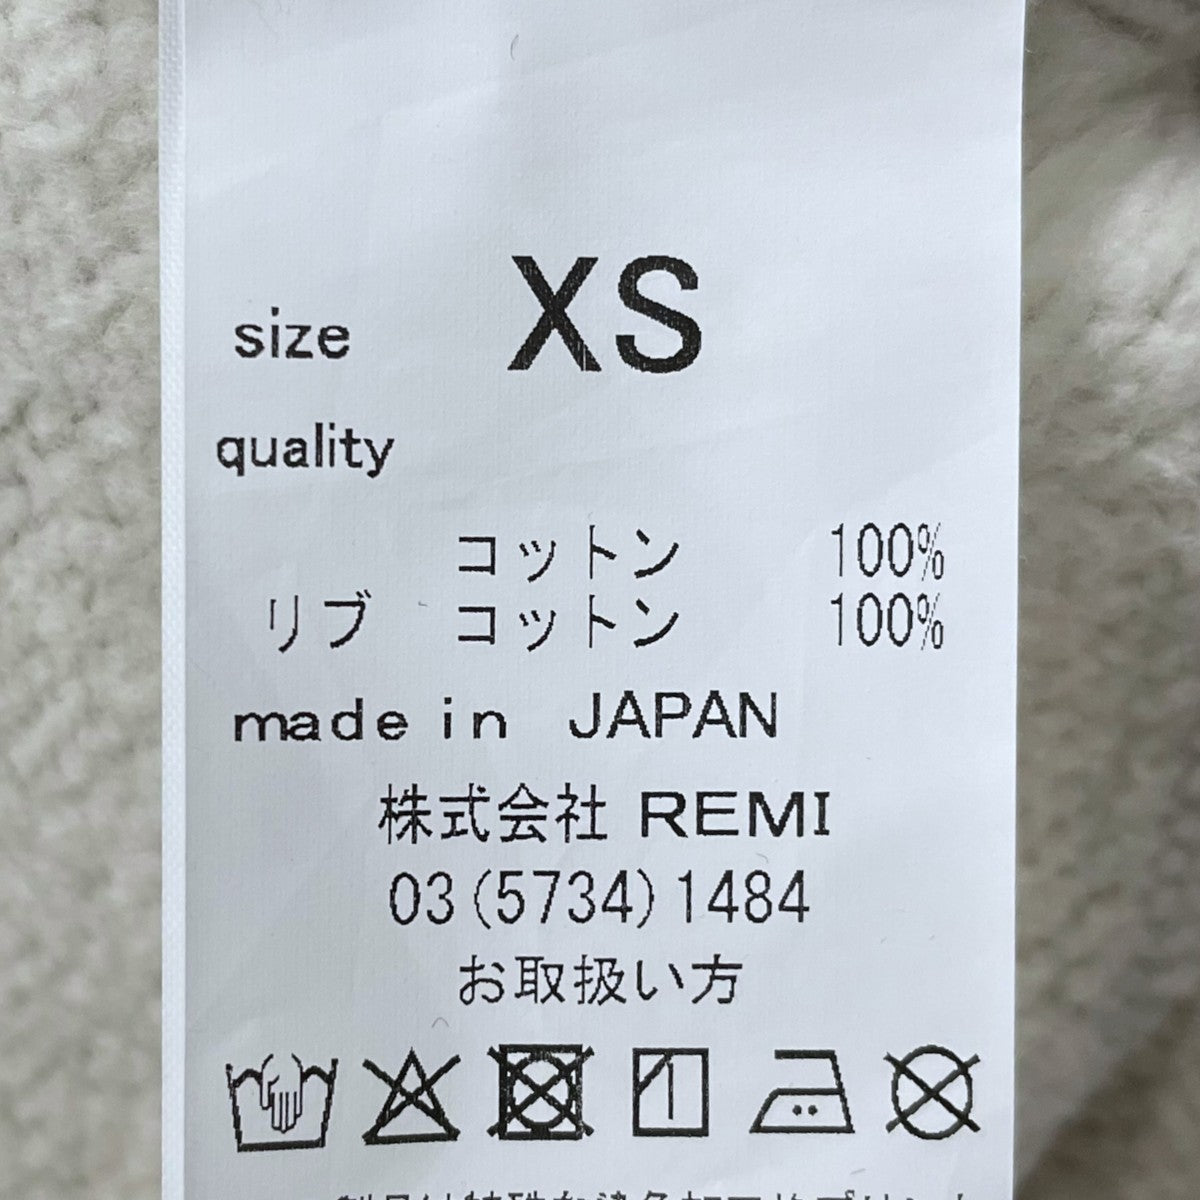 size XS
quality
コットン 100%
リブ コットン 100%
made in JAPAN
株式会社 REMI
03(5734)1484
お取扱い方